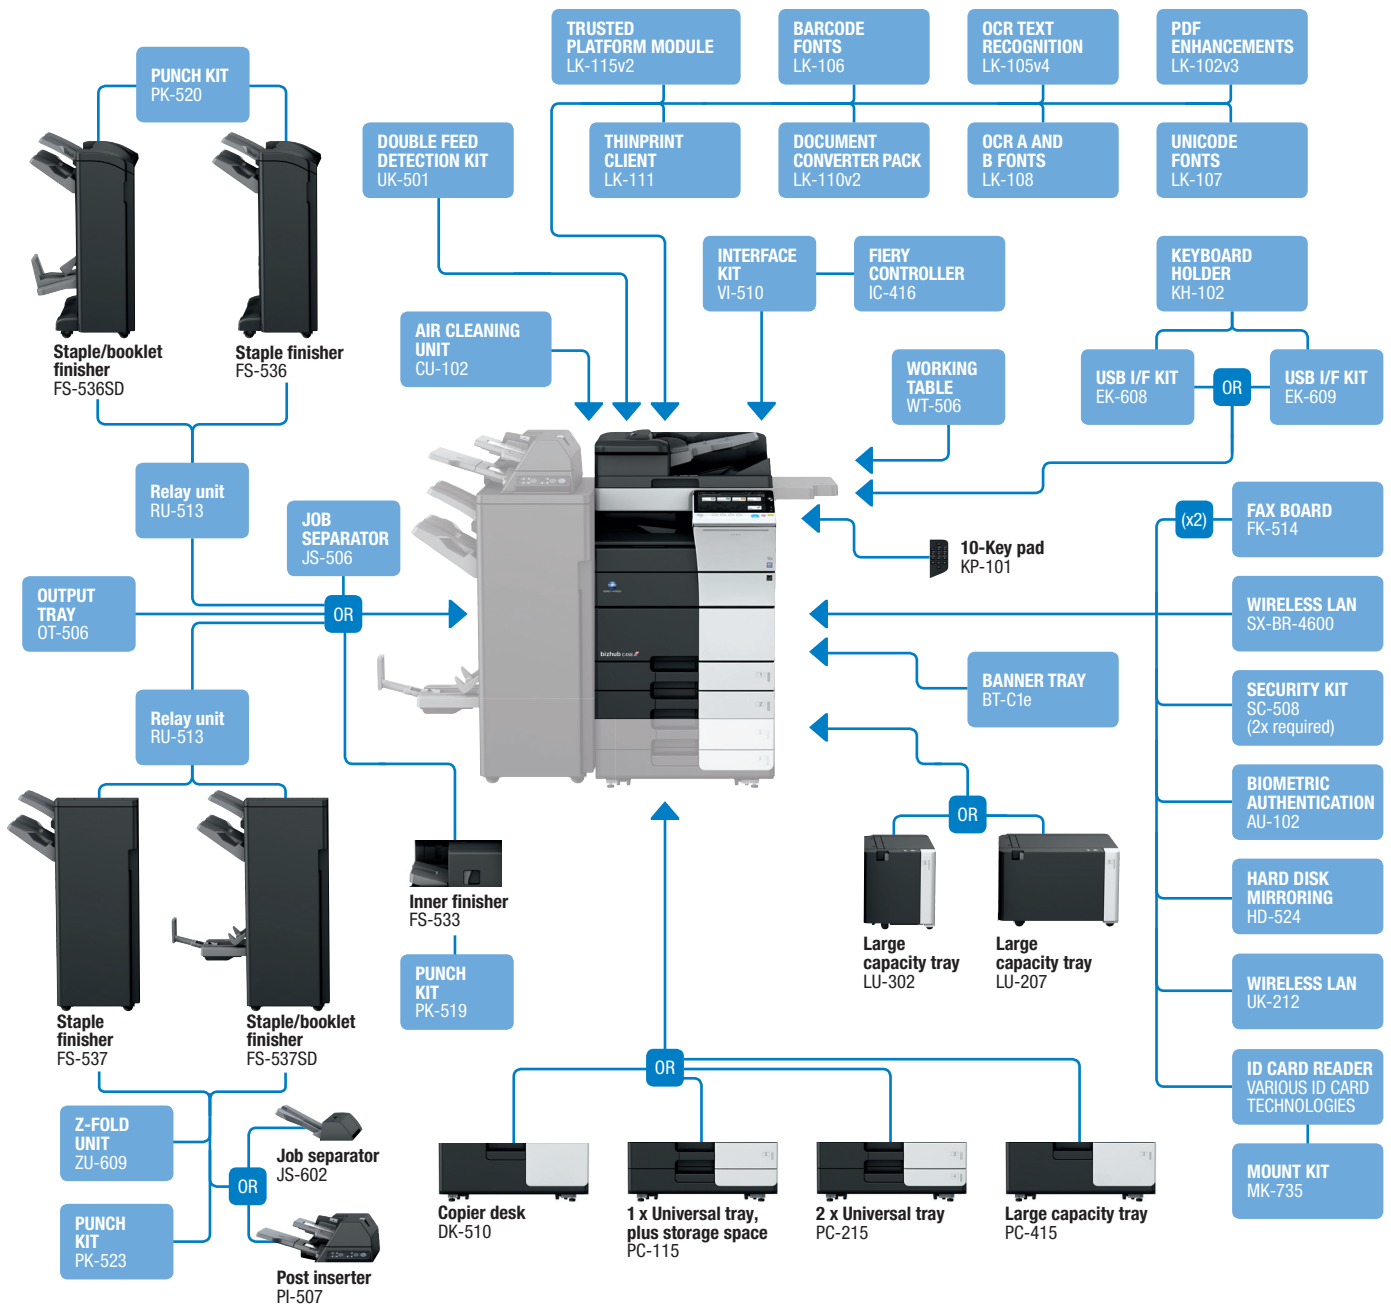 TRUSTED
PLATFORM MODULE
LK-115v2
BARCODE
FONTS
LK-106
OCR TEXT
RECOGNITION
LK-105v4
PDF
ENHANCEMENTS
LK-102v3
PUNCH KIT
PK-520
DOUBLE FEED
DETECTION KIT
UK-501
THINPRINT
CLIENT
LK-111
DOCUMENT
CONVERTER PACK
LK-110v2
OCR A AND
B FONTS
LK-108
UNICODE
FONTS
LK-107
INTERFACE
KIT
VI-510
FIERY
CONTROLLER
IC-416
KEYBOARD
HOLDER
KH-102
AIR CLEANING
UNIT
CU-102
Staple/booklet
finisher
FS-536SD
Staple finisher
FS-536
WORKING
TABLE
WT-506
USB I/F KIT
EK-608
OR
USB I/F KIT
EK-609
Relay unit
RU-513
JOB
SEPARATOR
JS-506
10-Key pad
KP-101
(x2)
FAX BOARD
FK-514
OUTPUT
TRAY
OT-506
OR
WIRELESS LAN
SX-BR-4600
bizhub C458
BANNER TRAY
BT-C1e
SECURITY KIT
SC-508
(2x required)
Relay unit
RU-513
BIOMETRIC
AUTHENTICATION
AU-102
OR
HARD DISK
MIRRORING
HD-524
Inner finisher
FS-533
Large
capacity tray
LU-302
Large
capacity tray
LU-207
PUNCH
KIT
PK-519
WIRELESS LAN
UK-212
Staple
finisher
FS-537
Staple/booklet
finisher
FS-537SD
OR
ID CARD READER
VARIOUS ID CARD
TECHNOLOGIES
Z-FOLD
UNIT
ZU-609
Job separator
JS-602
OR
MOUNT KIT
MK-735
PUNCH
KIT
PK-523
Post inserter
PI-507
Copier desk
DK-510
1 x Universal tray,
plus storage space
PC-115
2 x Universal tray
PC-215
Large capacity tray
PC-415